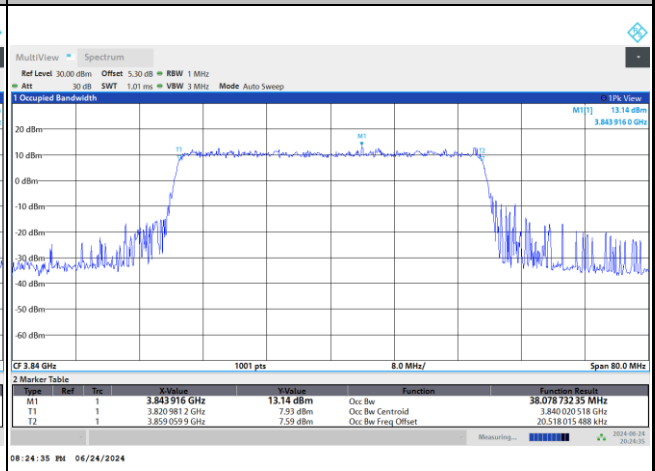 MultiView Spectrum
Ref Level 30.00 dBm Offset 5.30 dB RBW 1 MHz
Att 30 dB SWT 1.01 ms VBW 3 MHz Mode Auto Sweep
1 Occupied Bandwidth 1Pk View
M1[1] 13.14 dBm
3.843 916 0 GHz
20 dBm
M1
T1 T2
10 dBm
0 dBm
-10 dBm
-20 dBm
-30 dBm
-40 dBm
-50 dBm
-60 dBm
CF 3.84 GHz 1001 pts 8.0 MHz/ Span 80.0 MHz
2 Marker Table
Type Ref Trc X-Value Y-Value Function Function Result
M1 1 3.843 916 GHz 13.14 dBm Occ Bw 38.078 732 35 MHz
T1 1 3.820 981 2 GHz 7.93 dBm Occ Bw Centroid 3.840 020 518 GHz
T2 1 3.859 059 9 GHz 7.59 dBm Occ Bw Freq Offset 20.518 015 488 kHz
Measuring... 2024-06-24
20:24:35
08:24:35 PM 06/24/2024